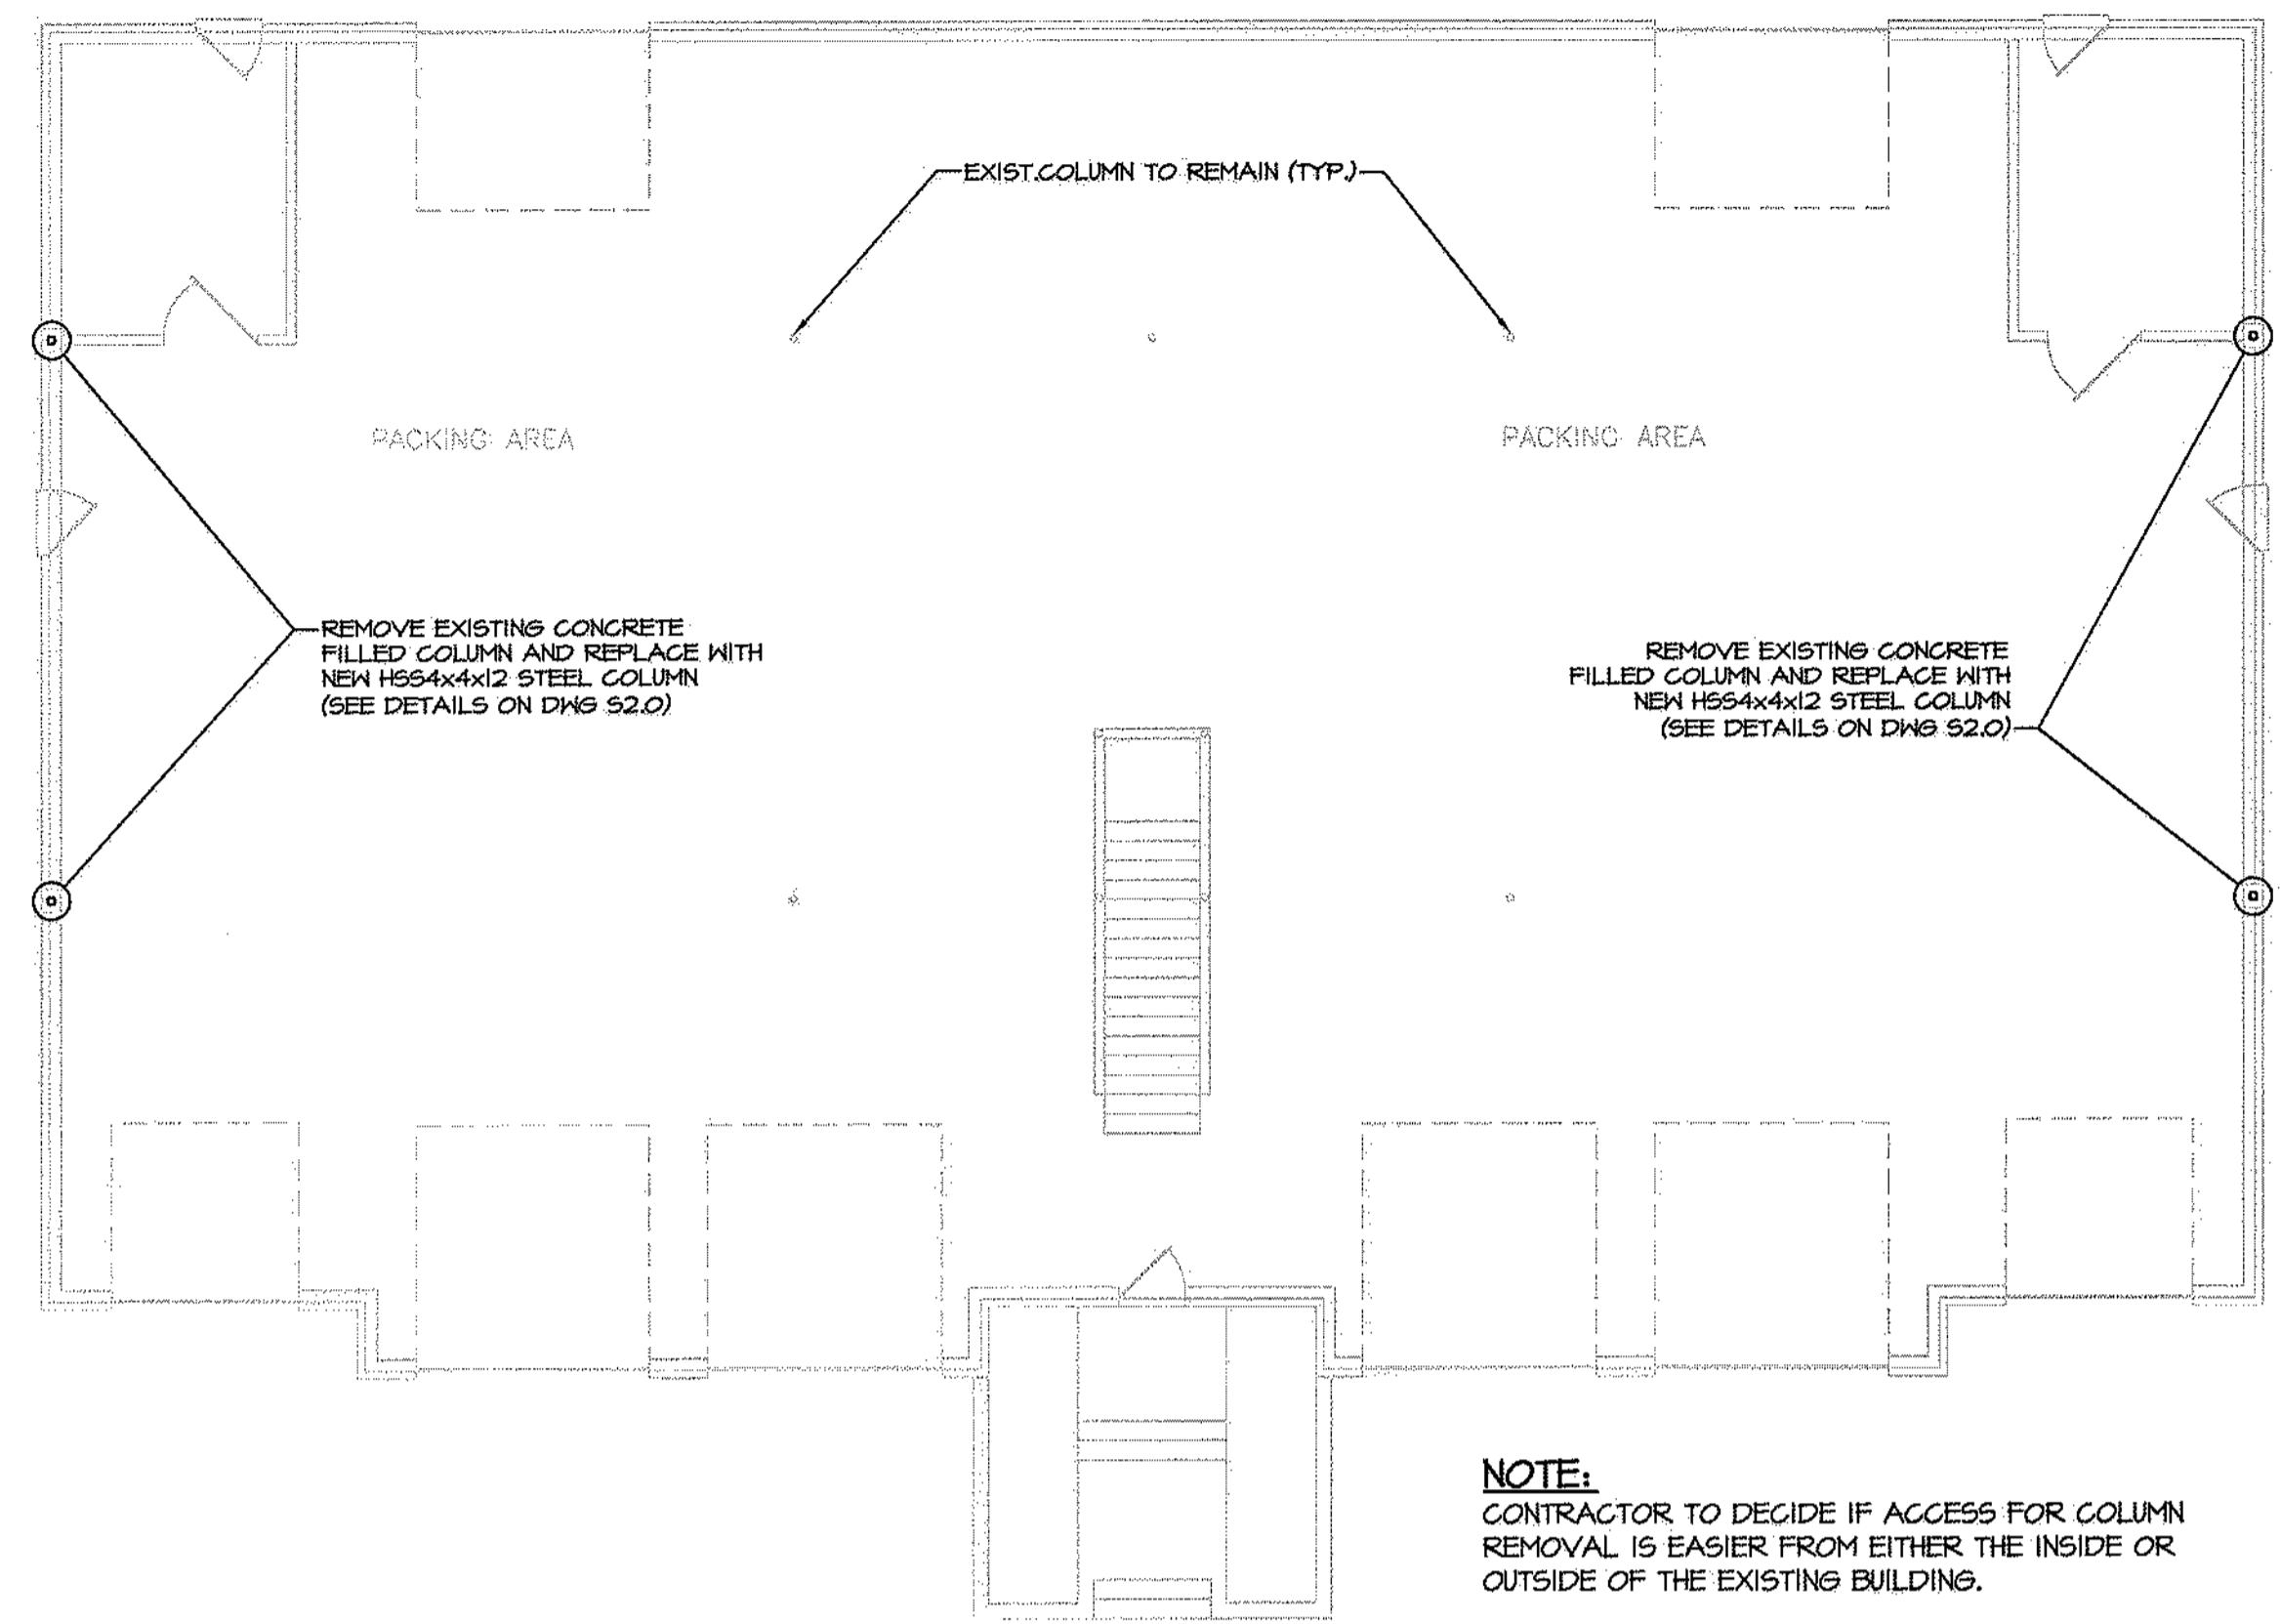 EXIST.COLUMN TO REMAIN (TYP.)
PACKING AREA
PACKING AREA
REMOVE EXISTING CONCRETE
FILLED COLUMN AND REPLACE WITH
NEW HSS4x4x12 STEEL COLUMN
(SEE DETAILS ON DWG S2.0)
REMOVE EXISTING CONCRETE
FILLED COLUMN AND REPLACE WITH
NEW HSS4x4x12 STEEL COLUMN
(SEE DETAILS ON DWG S2.0)
NOTE:
CONTRACTOR TO DECIDE IF ACCESS FOR COLUMN
REMOVAL IS EASIER FROM EITHER THE INSIDE OR
OUTSIDE OF THE EXISTING BUILDING.